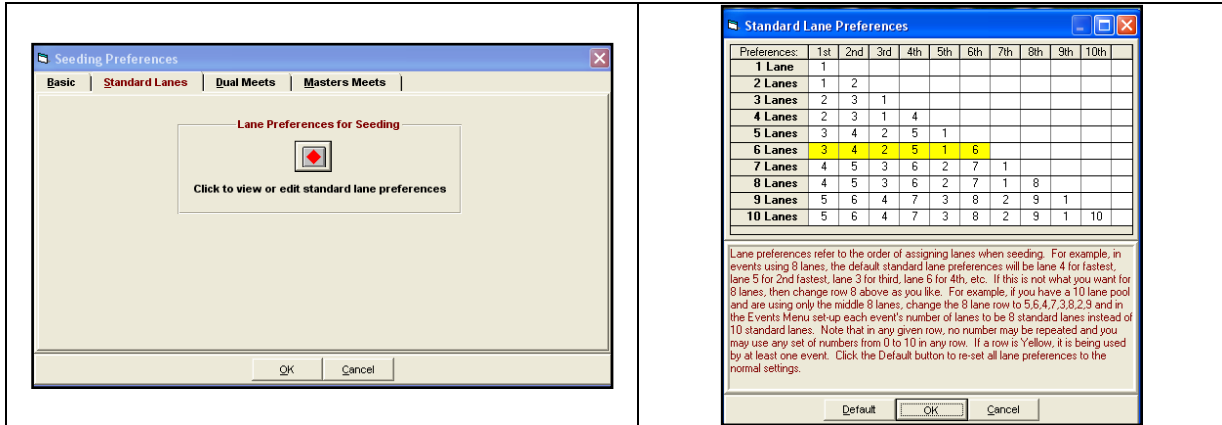 Seeding Preferences
Basic Standard Lanes Dual Meets Masters Meets
Lane Preferences for Seeding
Click to view or edit standard lane preferences
OK Cancel
Standard Lane Preferences
Preferences: 1st 2nd 3rd 4th 5th 6th 7th 8th 9th 10th
1 Lane 1
2 Lanes 1 2
3 Lanes 2 3 1
4 Lanes 2 3 1 4
5 Lanes 3 4 2 5 1
6 Lanes 3 4 2 5 1 6
7 Lanes 4 5 3 6 2 7 1
8 Lanes 4 5 3 6 2 7 1 8
9 Lanes 5 6 4 7 3 8 2 9 1
10 Lanes 5 6 4 7 3 8 2 9 1 10
Lane preferences refer to the order of assigning lanes when seeding. For example, in
events using 8 lanes, the default standard lane preferences will be lane 4 for fastest,
lane 5 for 2nd fastest, lane 3 for third, lane 6 for 4th, etc. If this is not what you want for
8 lanes, then change row 8 above as you like. For example, if you have a 10 lane pool
and are using only the middle 8 lanes, change the 8 lane row to 5,6,4,7,3,8,2,9 and in
the Events Menu set-up each event's number of lanes to be 8 standard lanes instead of
10 standard lanes. Note that in any given row, no number may be repeated and you
may use any set of numbers from 0 to 10 in any row. If a row is Yellow, it is being used
by at least one event. Click the Default button to re-set all lane preferences to the
normal settings.
Default OK Cancel